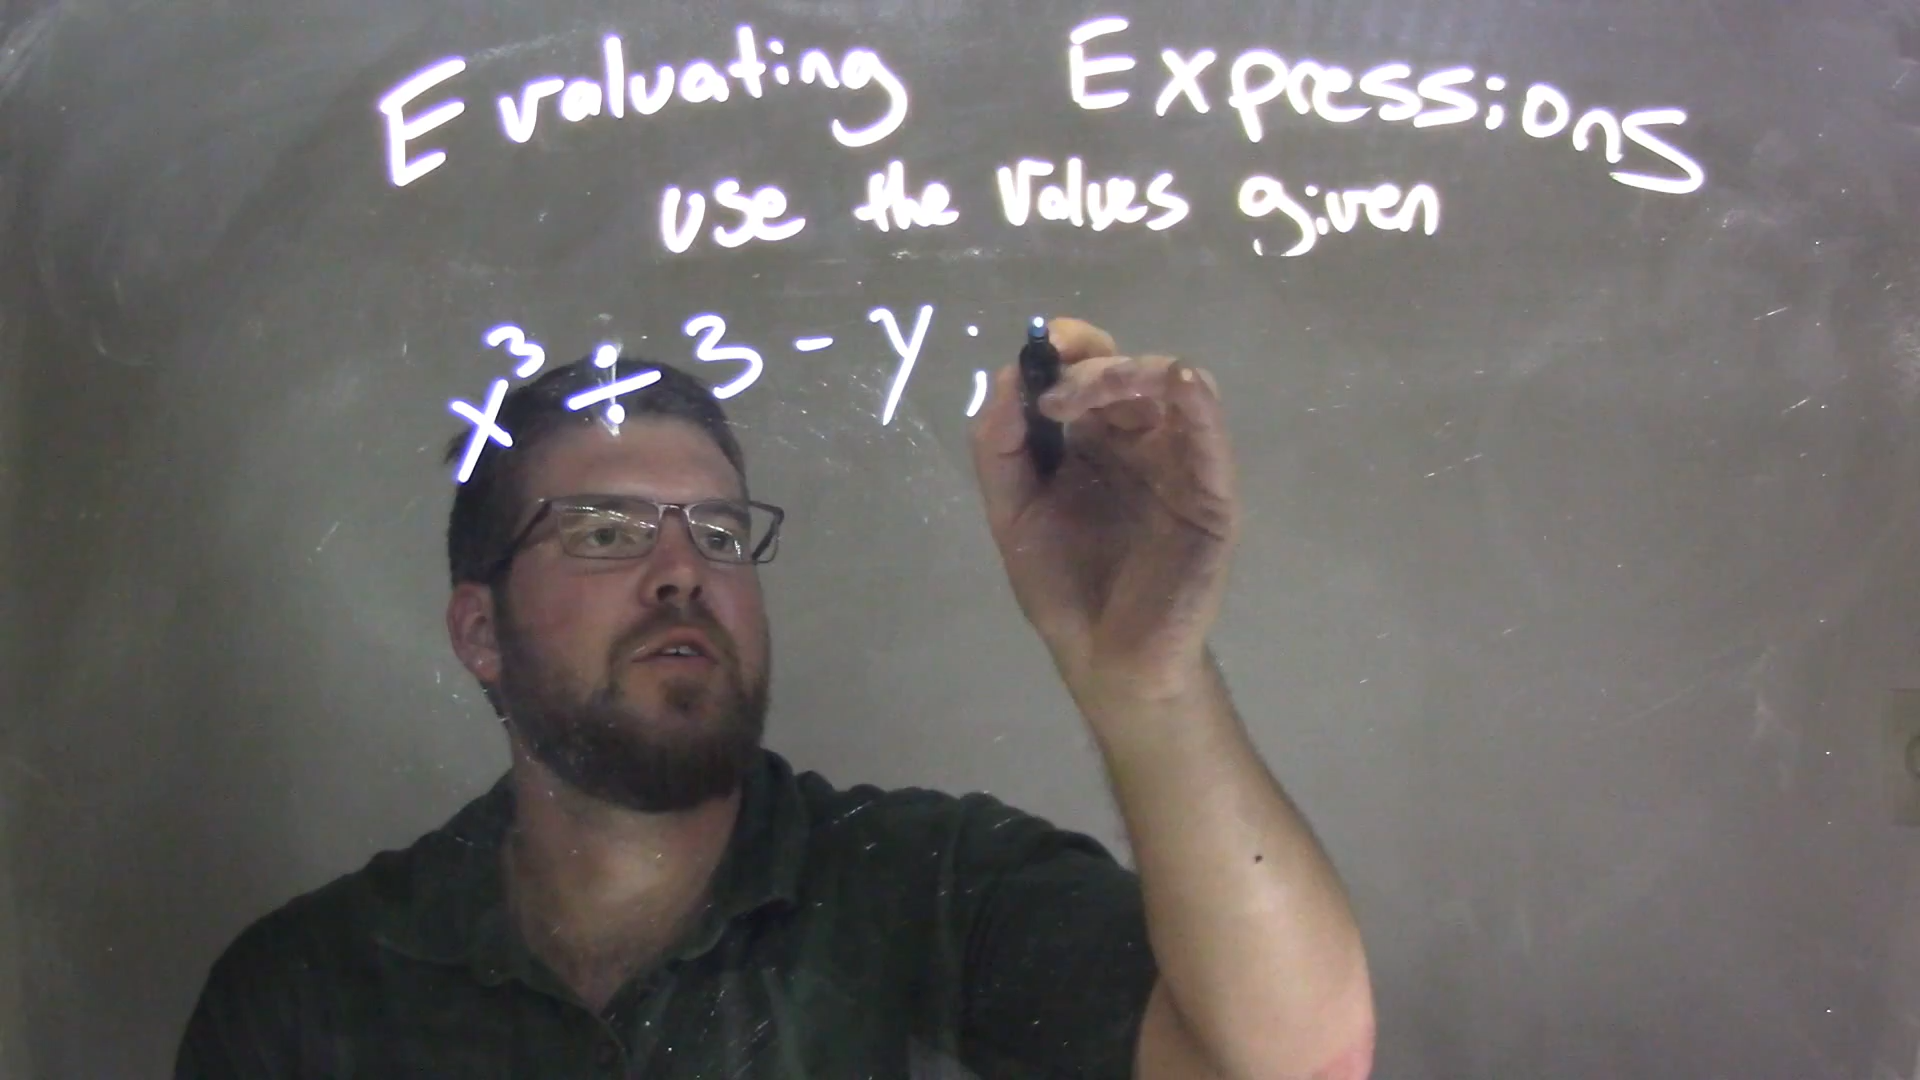 Evaluating Expressions
use the values given
x³ ÷ 3 - y ;